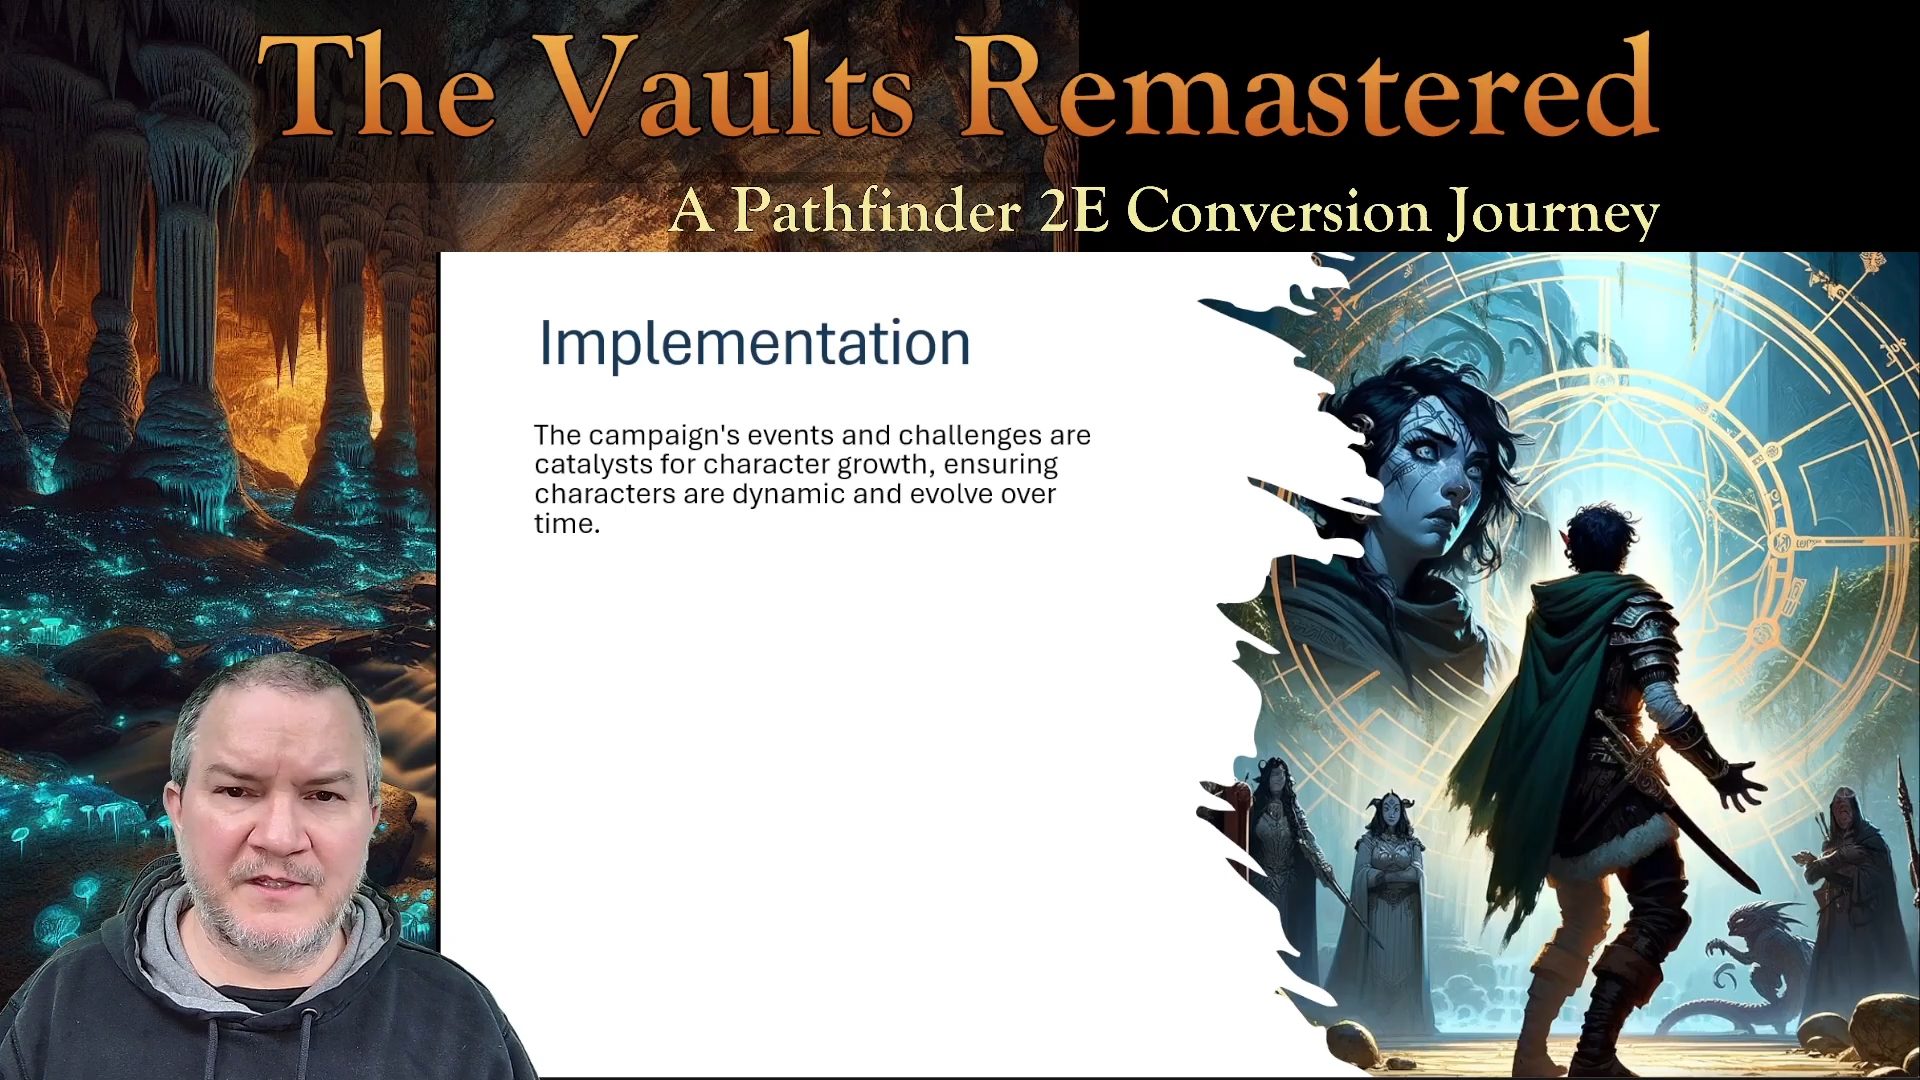 The Vaults Remastered
A Pathfinder 2E Conversion Journey
Implementation
The campaign's events and challenges are
catalysts for character growth, ensuring
characters are dynamic and evolve over
time.